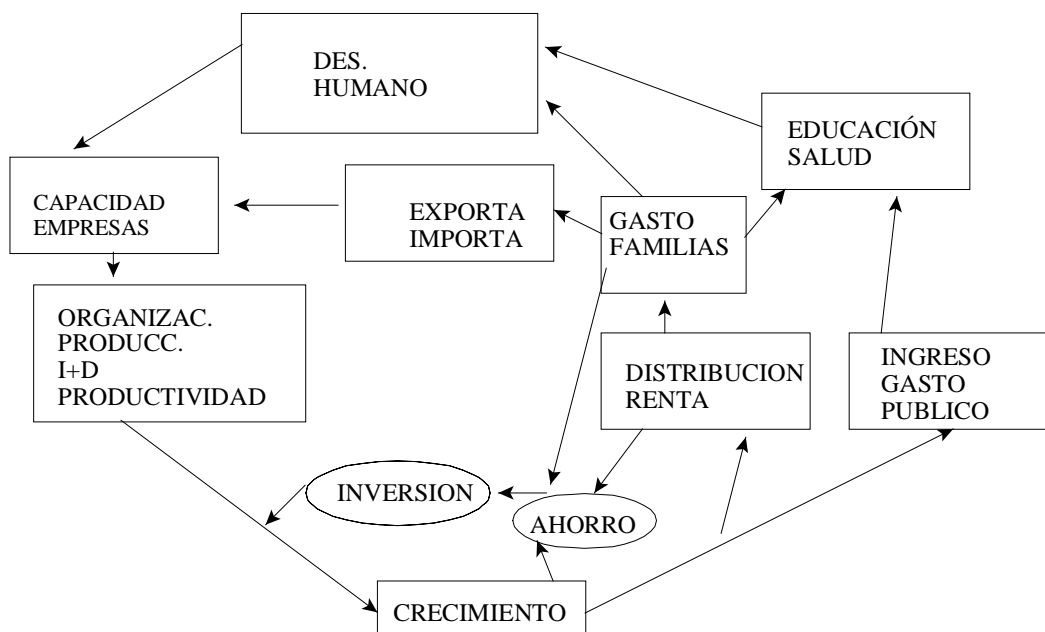 DES.
HUMANO
EDUCACIÓN
SALUD
CAPACIDAD
EMPRESAS
EXPORTA
IMPORTA
GASTO
FAMILIAS
ORGANIZAC.
PRODUCC.
I+D
PRODUCTIVIDAD
DISTRIBUCION
RENTA
INGRESO
GASTO
PUBLICO
INVERSION
AHORRO
CRECIMIENTO